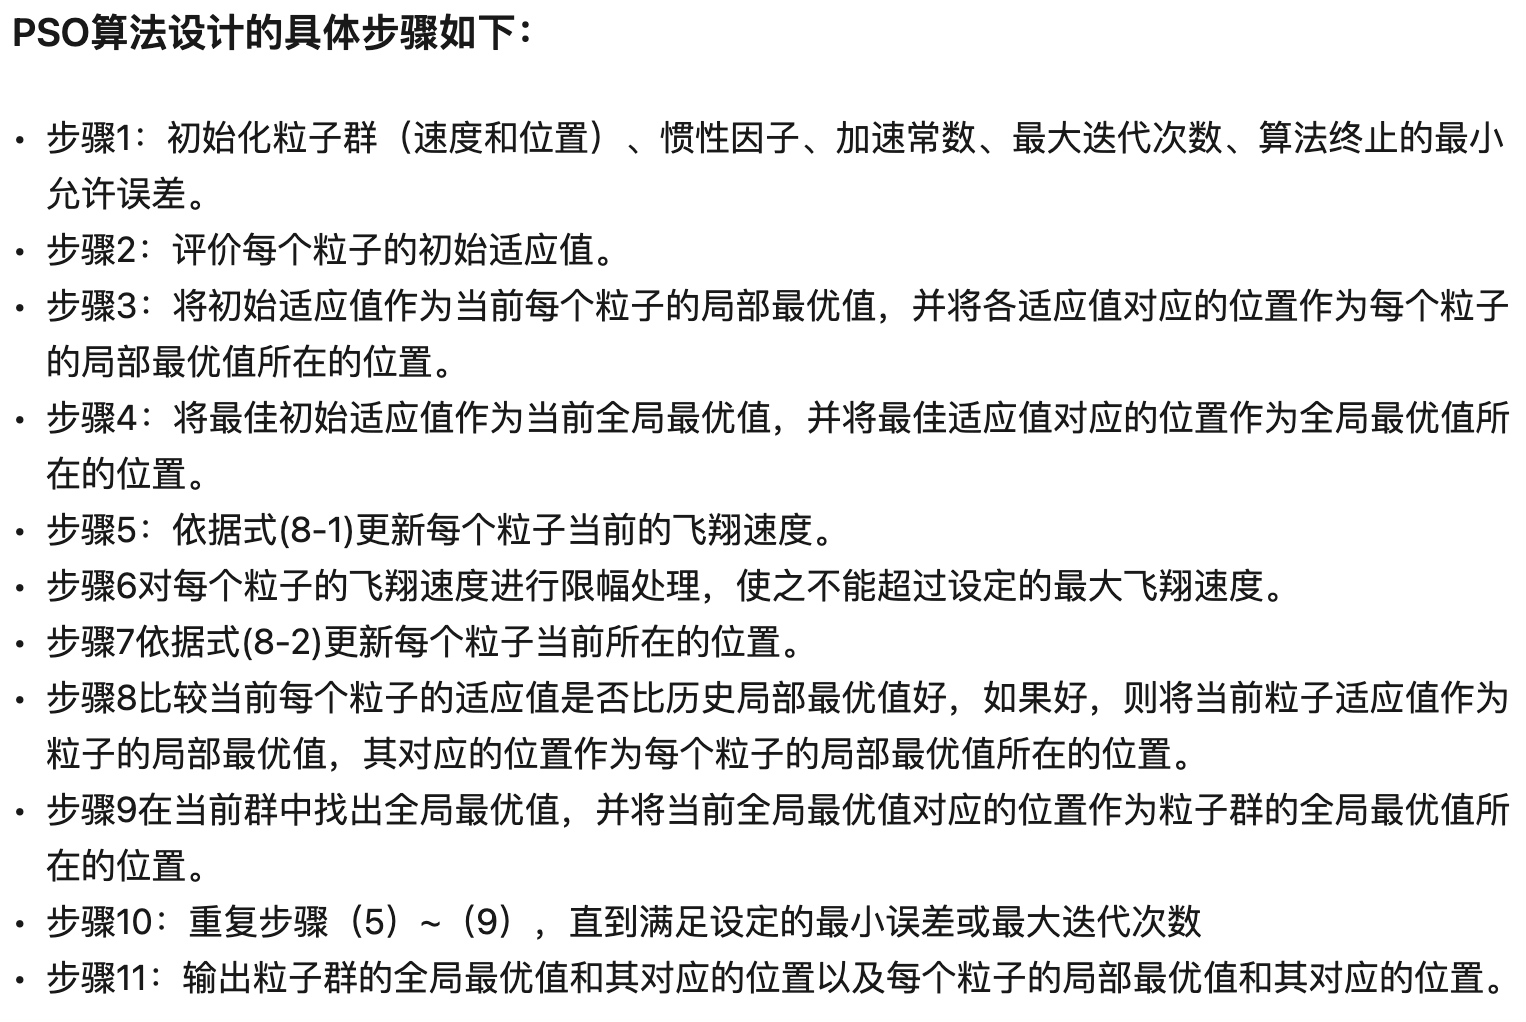 PSO算法设计的具体步骤如下：
• 步骤1：初始化粒子群（速度和位置）、惯性因子、加速常数、最大迭代次数、算法终止的最小
允许误差。
• 步骤2：评价每个粒子的初始适应值。
• 步骤3：将初始适应值作为当前每个粒子的局部最优值，并将各适应值对应的位置作为每个粒子
的局部最优值所在的位置。
• 步骤4：将最佳初始适应值作为当前全局最优值，并将最佳适应值对应的位置作为全局最优值所
在的位置。
• 步骤5：依据式(8-1)更新每个粒子当前的飞翔速度。
• 步骤6对每个粒子的飞翔速度进行限幅处理，使之不能超过设定的最大飞翔速度。
• 步骤7依据式(8-2)更新每个粒子当前所在的位置。
• 步骤8比较当前每个粒子的适应值是否比历史局部最优值好，如果好，则将当前粒子适应值作为
粒子的局部最优值，其对应的位置作为每个粒子的局部最优值所在的位置。
• 步骤9在当前群中找出全局最优值，并将当前全局最优值对应的位置作为粒子群的全局最优值所
在的位置。
• 步骤10：重复步骤（5）~（9），直到满足设定的最小误差或最大迭代次数
• 步骤11：输出粒子群的全局最优值和其对应的位置以及每个粒子的局部最优值和其对应的位置。